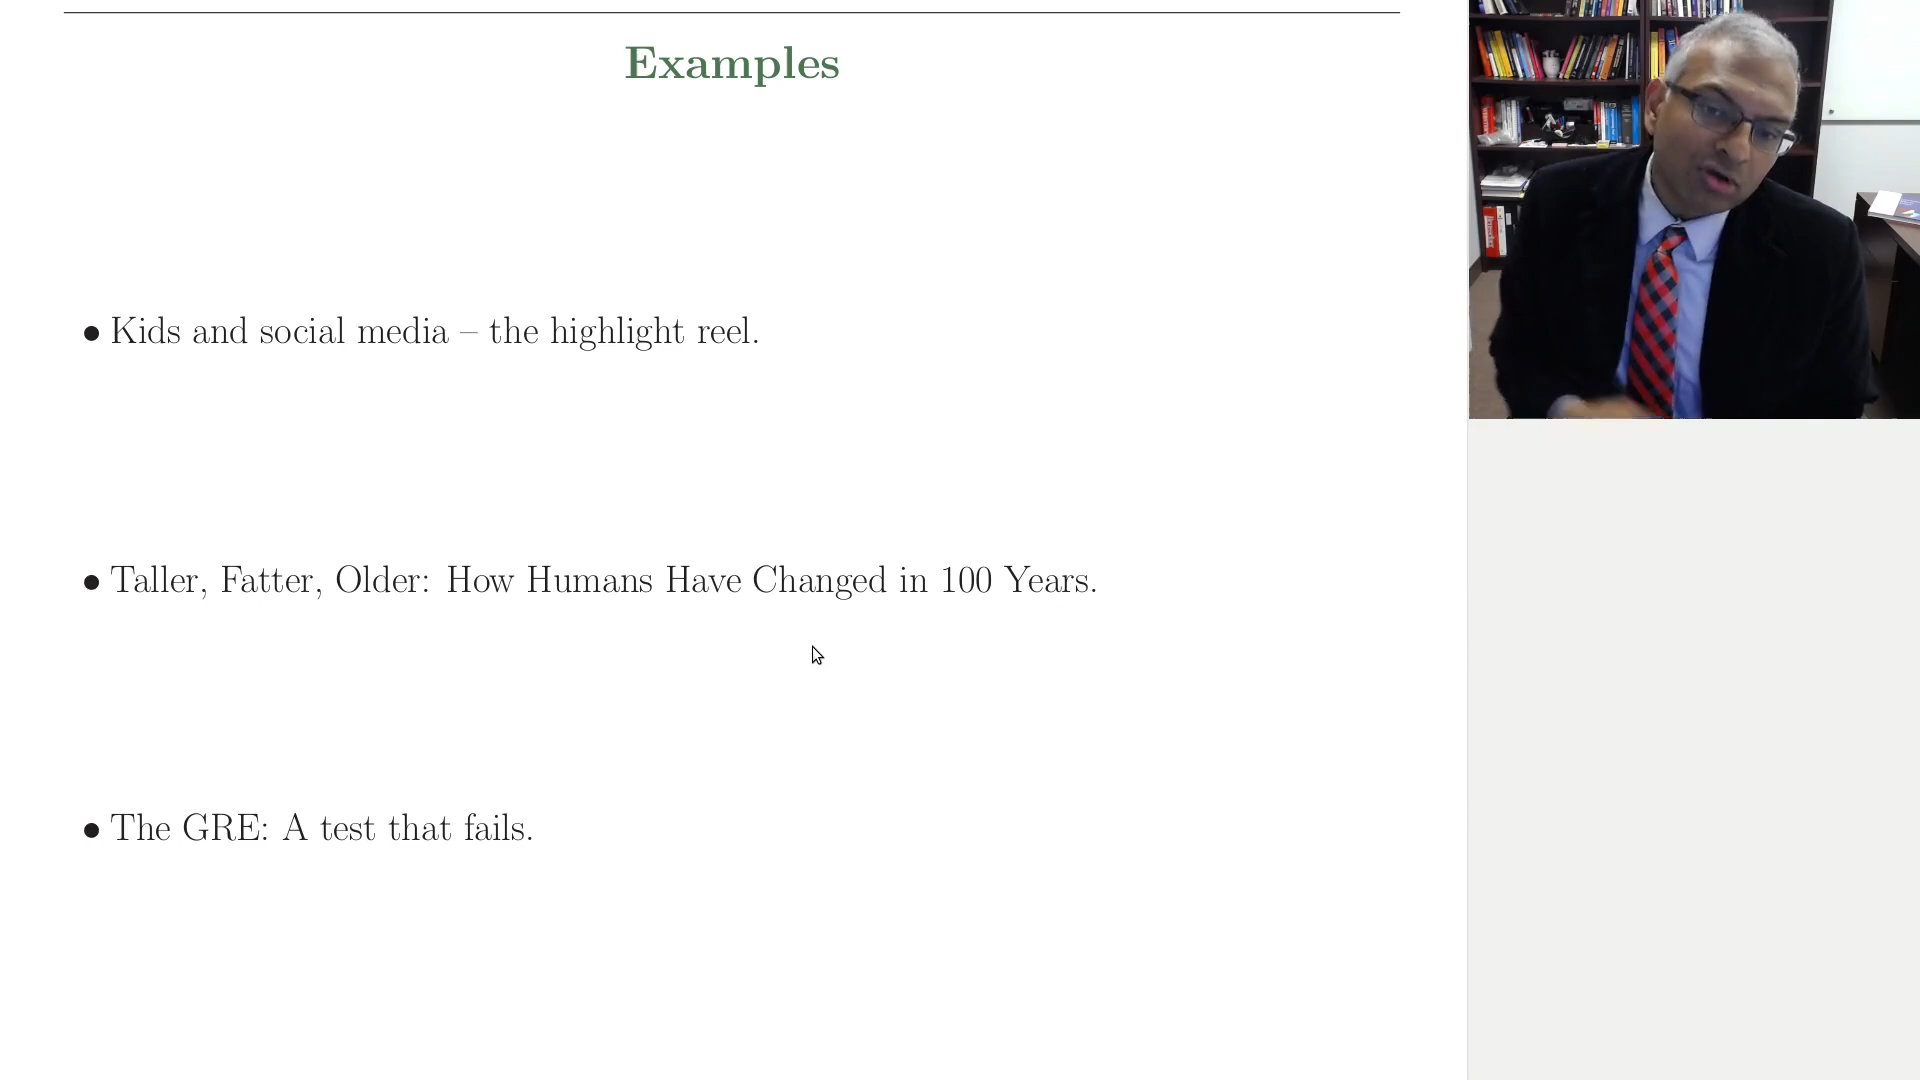 Examples
• Kids and social media – the highlight reel.
• Taller, Fatter, Older: How Humans Have Changed in 100 Years.
• The GRE: A test that fails.